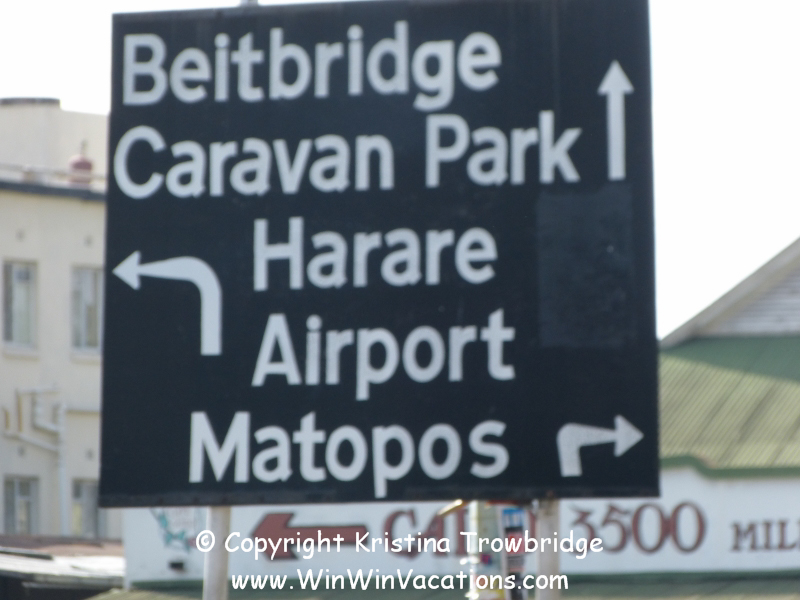 Beitbridge
Caravan Park
Harare
Airport
Matopos
3500
© Copyright Kristina Trowbridge
www.WinWinVacations.com